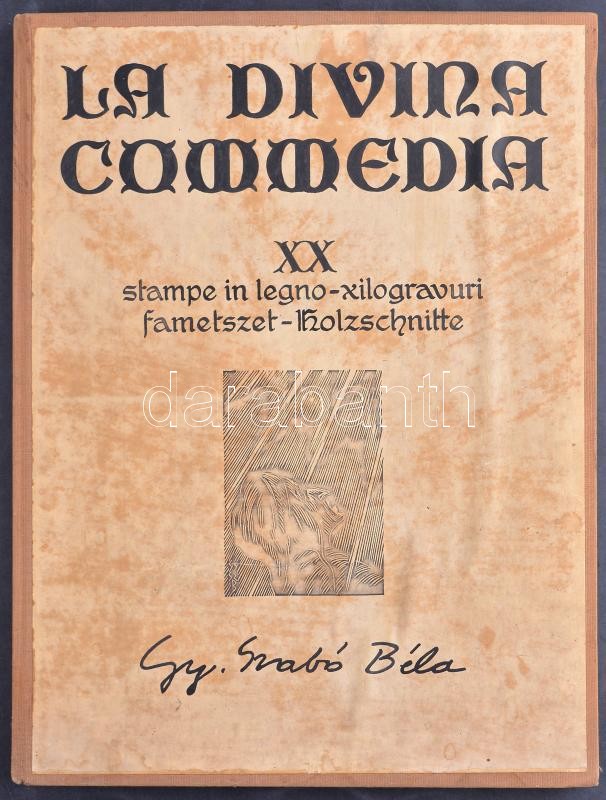 LA DIVINA
COMMEDIA
XX
stampe in legno-xilogravuri
fametszet-Holzschnitte
darabanth
Gy. Szabó Béla